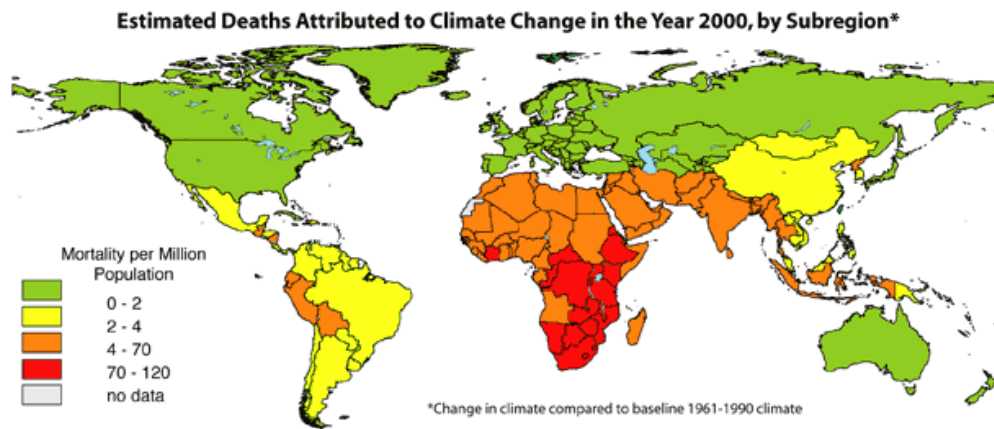 Estimated Deaths Attributed to Climate Change in the Year 2000, by Subregion*
Mortality per Million
Population
0 - 2
2 - 4
4 - 70
70 - 120
no data
*Change in climate compared to baseline 1961-1990 climate